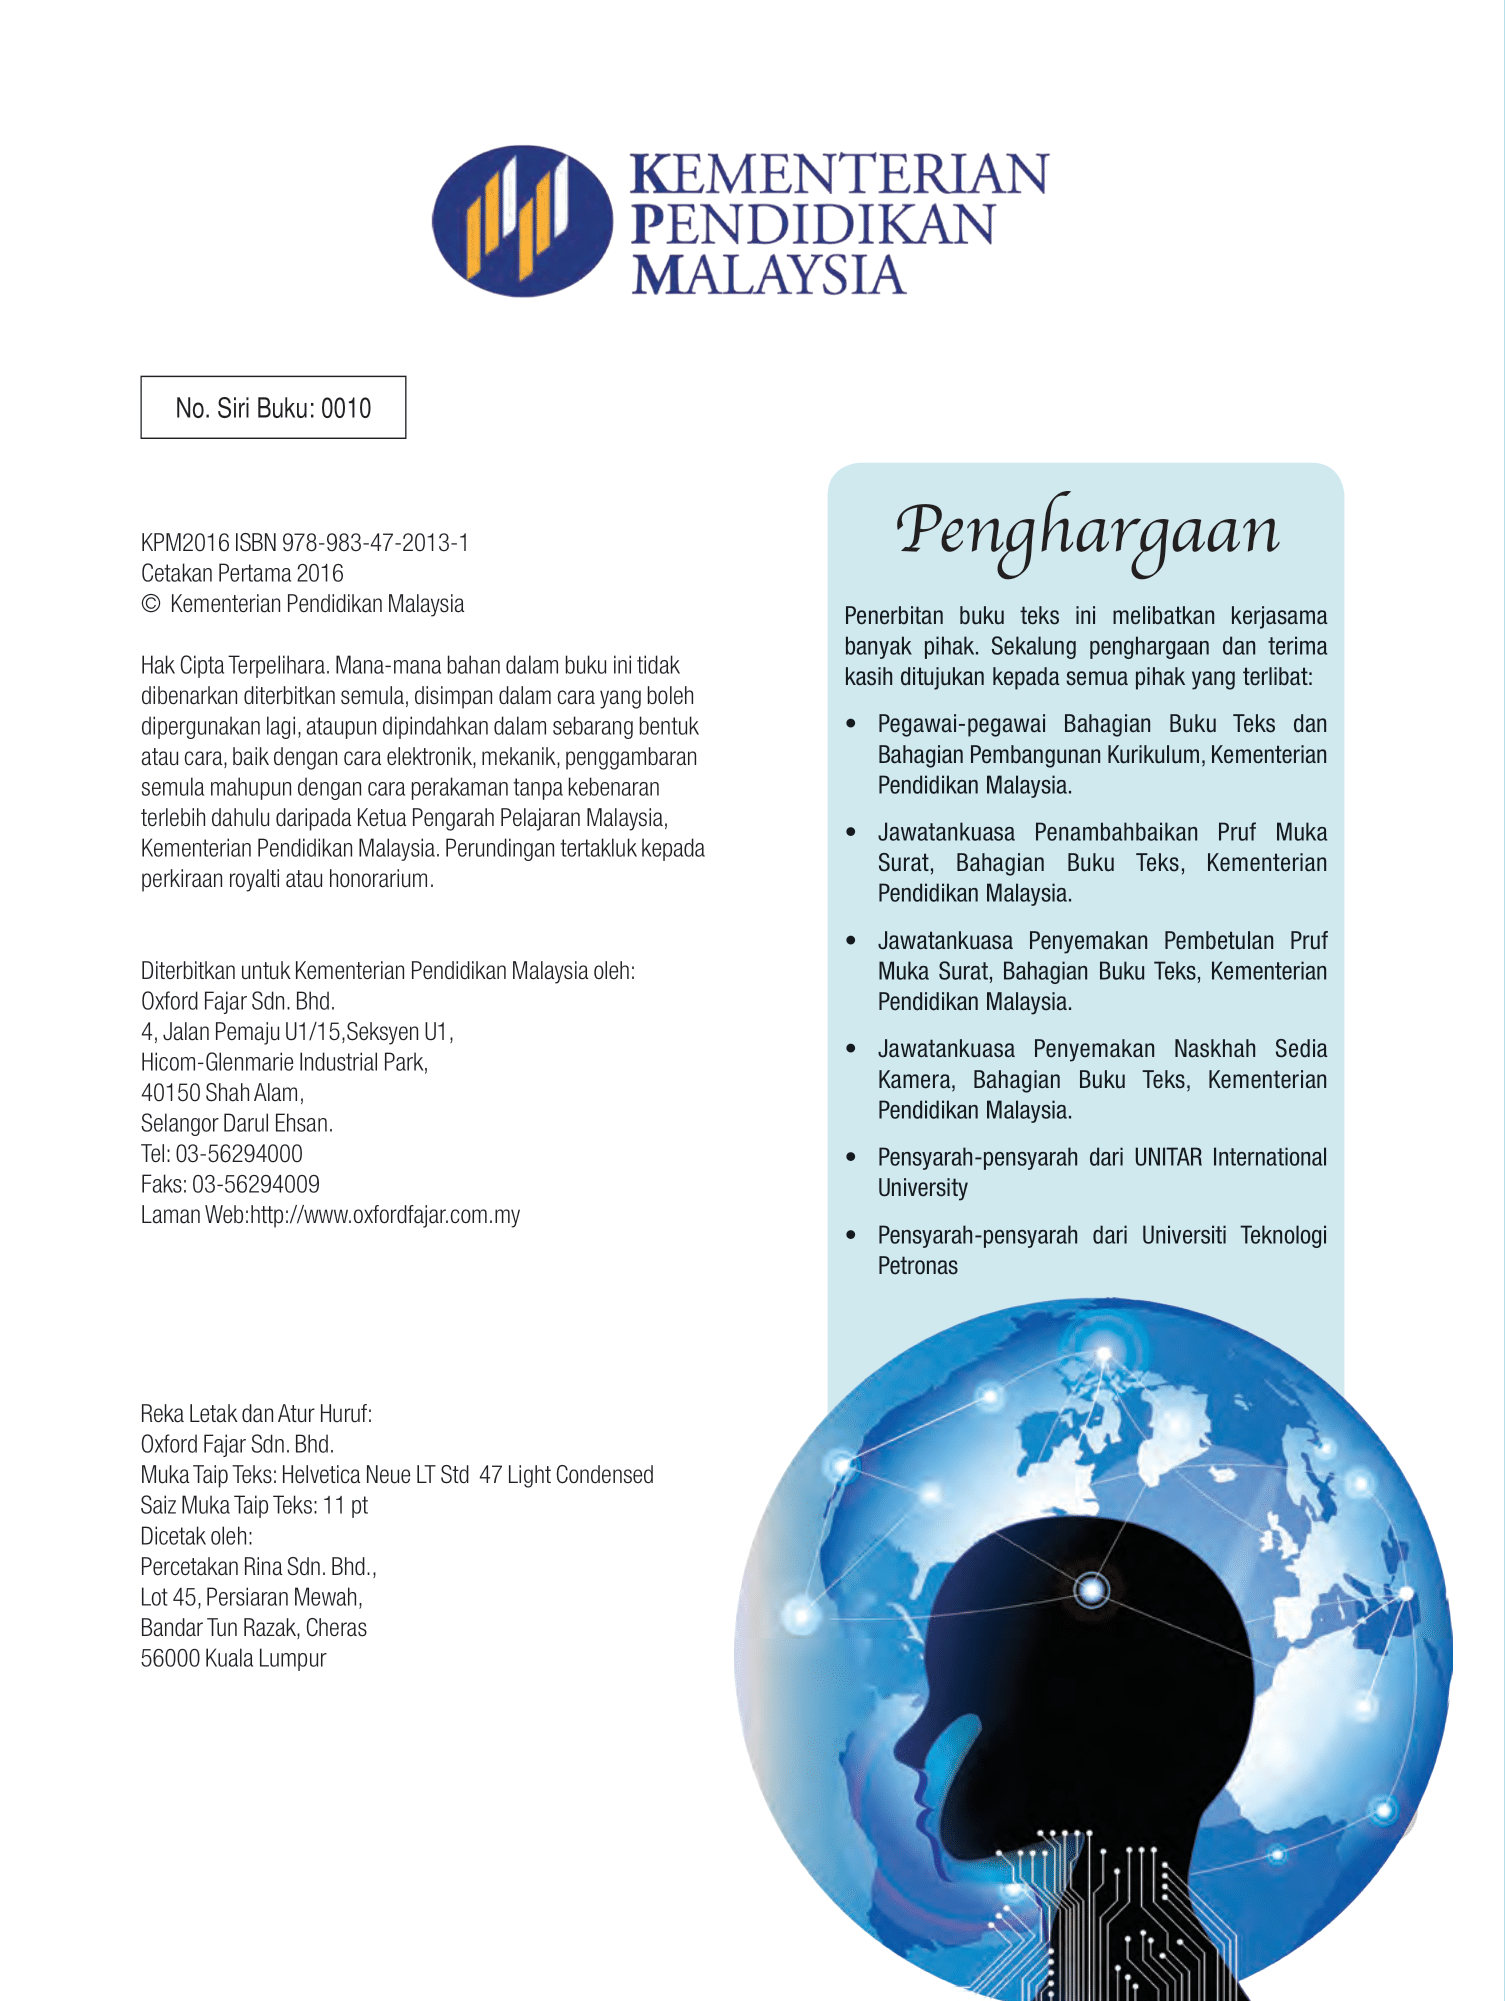 KEMENTERIAN
PENDIDIKAN
MALAYSIA
No. Siri Buku: 0010
KPM2016 ISBN 978-983-47-2013-1
Cetakan Pertama 2016
© Kementerian Pendidikan Malaysia
Hak Cipta Terpelihara. Mana-mana bahan dalam buku ini tidak
dibenarkan diterbitkan semula, disimpan dalam cara yang boleh
dipergunakan lagi, ataupun dipindahkan dalam sebarang bentuk
atau cara, baik dengan cara elektronik, mekanik, penggambaran
semula mahupun dengan cara perakaman tanpa kebenaran
terlebih dahulu daripada Ketua Pengarah Pelajaran Malaysia,
Kementerian Pendidikan Malaysia. Perundingan tertakluk kepada
perkiraan royalti atau honorarium.
Diterbitkan untuk Kementerian Pendidikan Malaysia oleh:
Oxford Fajar Sdn. Bhd.
4, Jalan Pemaju U1/15,Seksyen U1,
Hicom-Glenmarie Industrial Park,
40150 Shah Alam,
Selangor Darul Ehsan.
Tel: 03-56294000
Faks: 03-56294009
Laman Web:http://www.oxfordfajar.com.my
Reka Letak dan Atur Huruf:
Oxford Fajar Sdn. Bhd.
Muka Taip Teks: Helvetica Neue LT Std 47 Light Condensed
Saiz Muka Taip Teks: 11 pt
Dicetak oleh:
Percetakan Rina Sdn. Bhd.,
Lot 45, Persiaran Mewah,
Bandar Tun Razak, Cheras
56000 Kuala Lumpur
Penghargaan
Penerbitan buku teks ini melibatkan kerjasama
banyak pihak. Sekalung penghargaan dan terima
kasih ditujukan kepada semua pihak yang terlibat:
• Pegawai-pegawai Bahagian Buku Teks dan
Bahagian Pembangunan Kurikulum, Kementerian
Pendidikan Malaysia.
• Jawatankuasa Penambahbaikan Pruf Muka
Surat, Bahagian Buku Teks, Kementerian
Pendidikan Malaysia.
• Jawatankuasa Penyemakan Pembetulan Pruf
Muka Surat, Bahagian Buku Teks, Kementerian
Pendidikan Malaysia.
• Jawatankuasa Penyemakan Naskhah Sedia
Kamera, Bahagian Buku Teks, Kementerian
Pendidikan Malaysia.
• Pensyarah-pensyarah dari UNITAR International
University
• Pensyarah-pensyarah dari Universiti Teknologi
Petronas